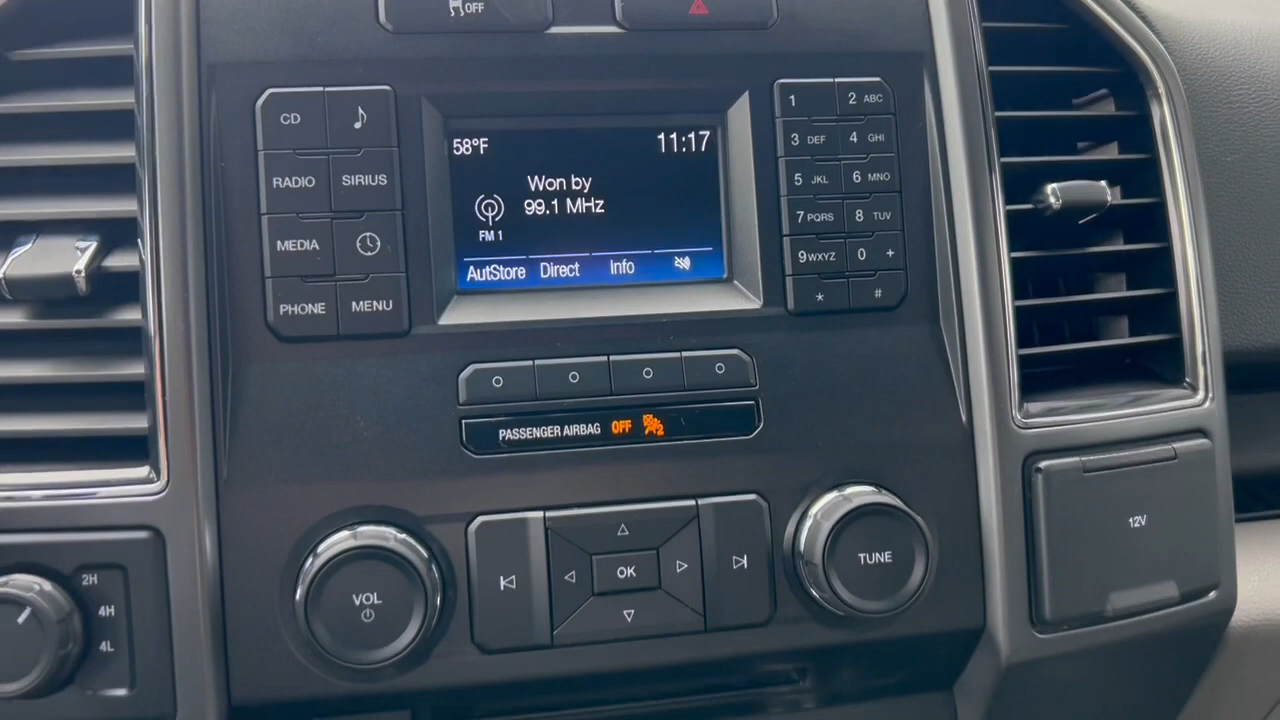 OFF
CD
RADIO SIRIUS
MEDIA
PHONE MENU
58°F 11:17
Won by
99.1 MHz
FM 1
AutStore Direct Info
1 2 ABC
3 DEF 4 GHI
5 JKL 6 MNO
7 PQRS 8 TUV
9 WXYZ 0 +
* #
PASSENGER AIRBAG OFF 2
2H
4H
4L
VOL
OK
TUNE
12V